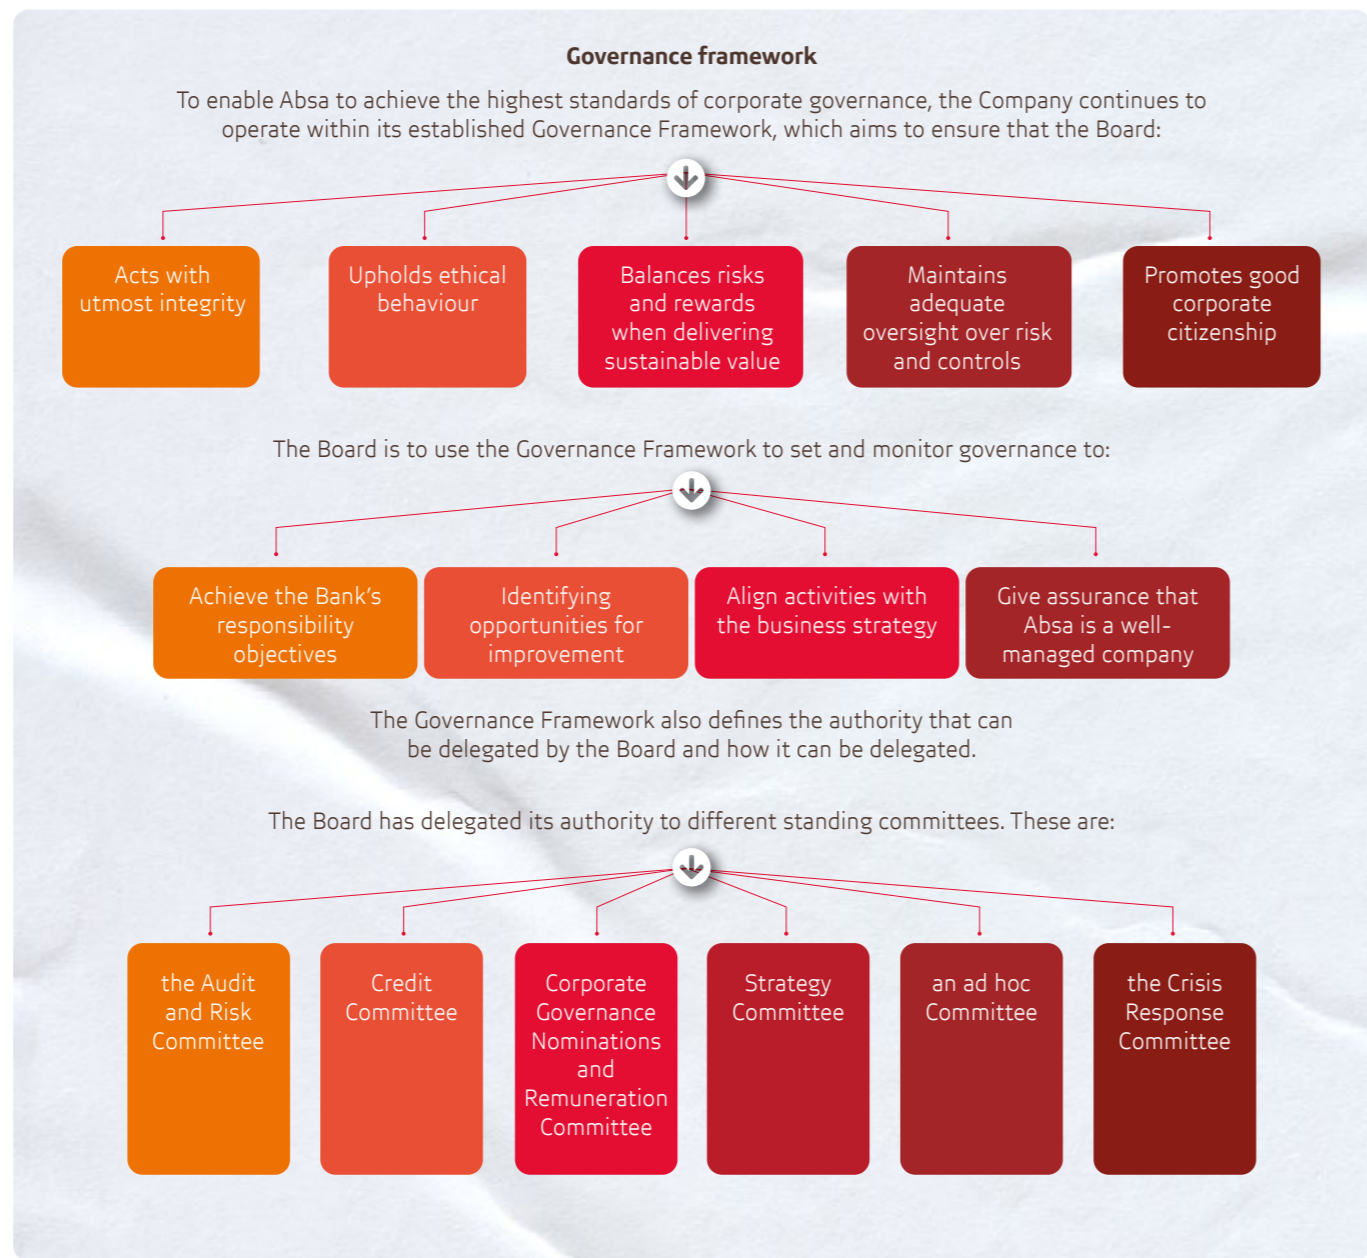 Governance framework
To enable Absa to achieve the highest standards of corporate governance, the Company continues to
operate within its established Governance Framework, which aims to ensure that the Board:
Acts with
utmost integrity
Upholds ethical
behaviour
Balances risks
and rewards
when delivering
sustainable value
Maintains
adequate
oversight over risk
and controls
Promotes good
corporate
citizenship
The Board is to use the Governance Framework to set and monitor governance to:
Achieve the Bank's
responsibility
objectives
Identifying
opportunities for
improvement
Align activities with
the business strategy
Give assurance that
Absa is a well-
managed company
The Governance Framework also defines the authority that can
be delegated by the Board and how it can be delegated.
The Board has delegated its authority to different standing committees. These are:
the Audit
and Risk
Committee
Credit
Committee
Corporate
Governance
Nominations
and
Remuneration
Committee
Strategy
Committee
an ad hoc
Committee
the Crisis
Response
Committee